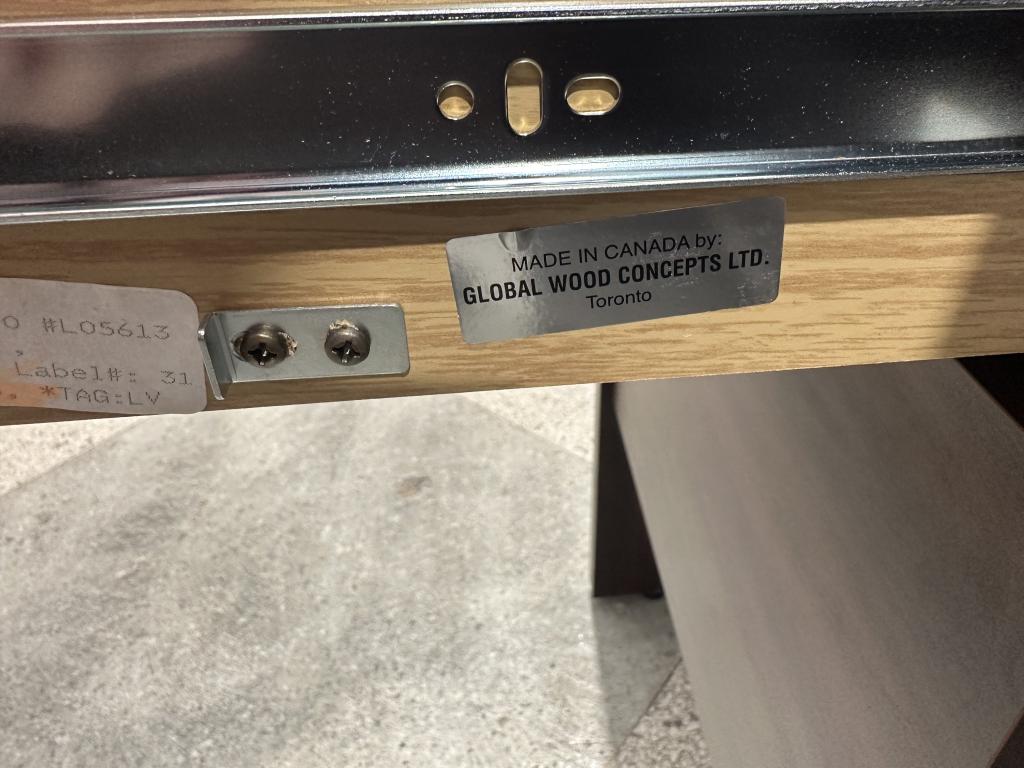 MADE IN CANADA by:
GLOBAL WOOD CONCEPTS LTD.
Toronto
O #L05613
,
Label#: 31
*TAG:LV